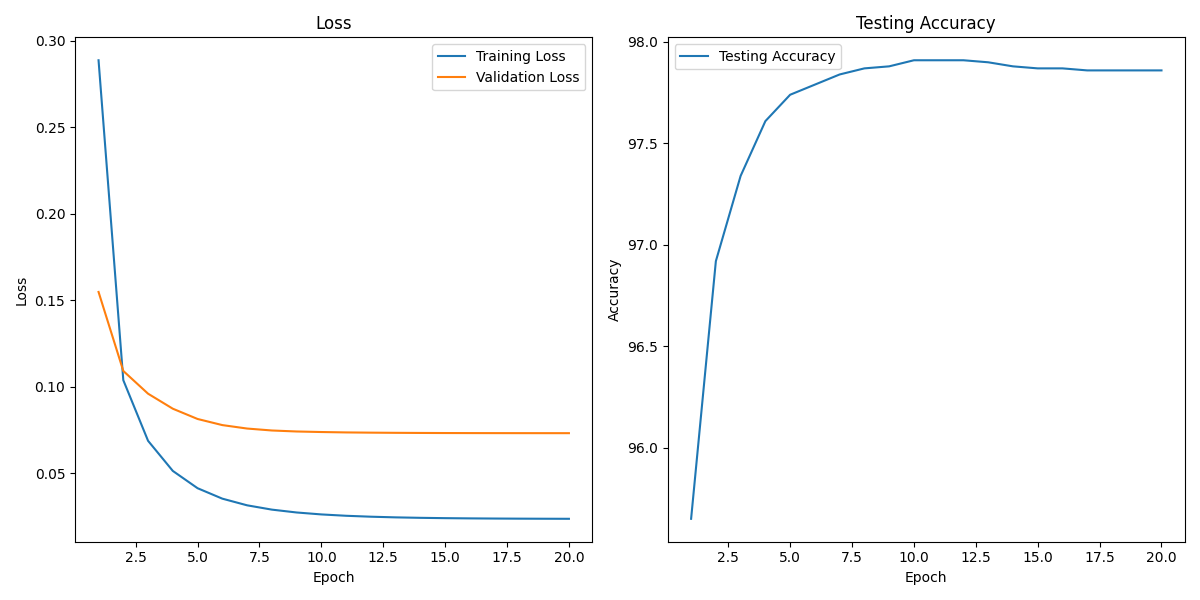 Loss
Training Loss
Validation Loss
0.30
0.25
0.20
0.15
0.10
0.05
Loss
2.5 5.0 7.5 10.0 12.5 15.0 17.5 20.0
Epoch
Testing Accuracy
Testing Accuracy
98.0
97.5
97.0
96.5
96.0
Accuracy
2.5 5.0 7.5 10.0 12.5 15.0 17.5 20.0
Epoch